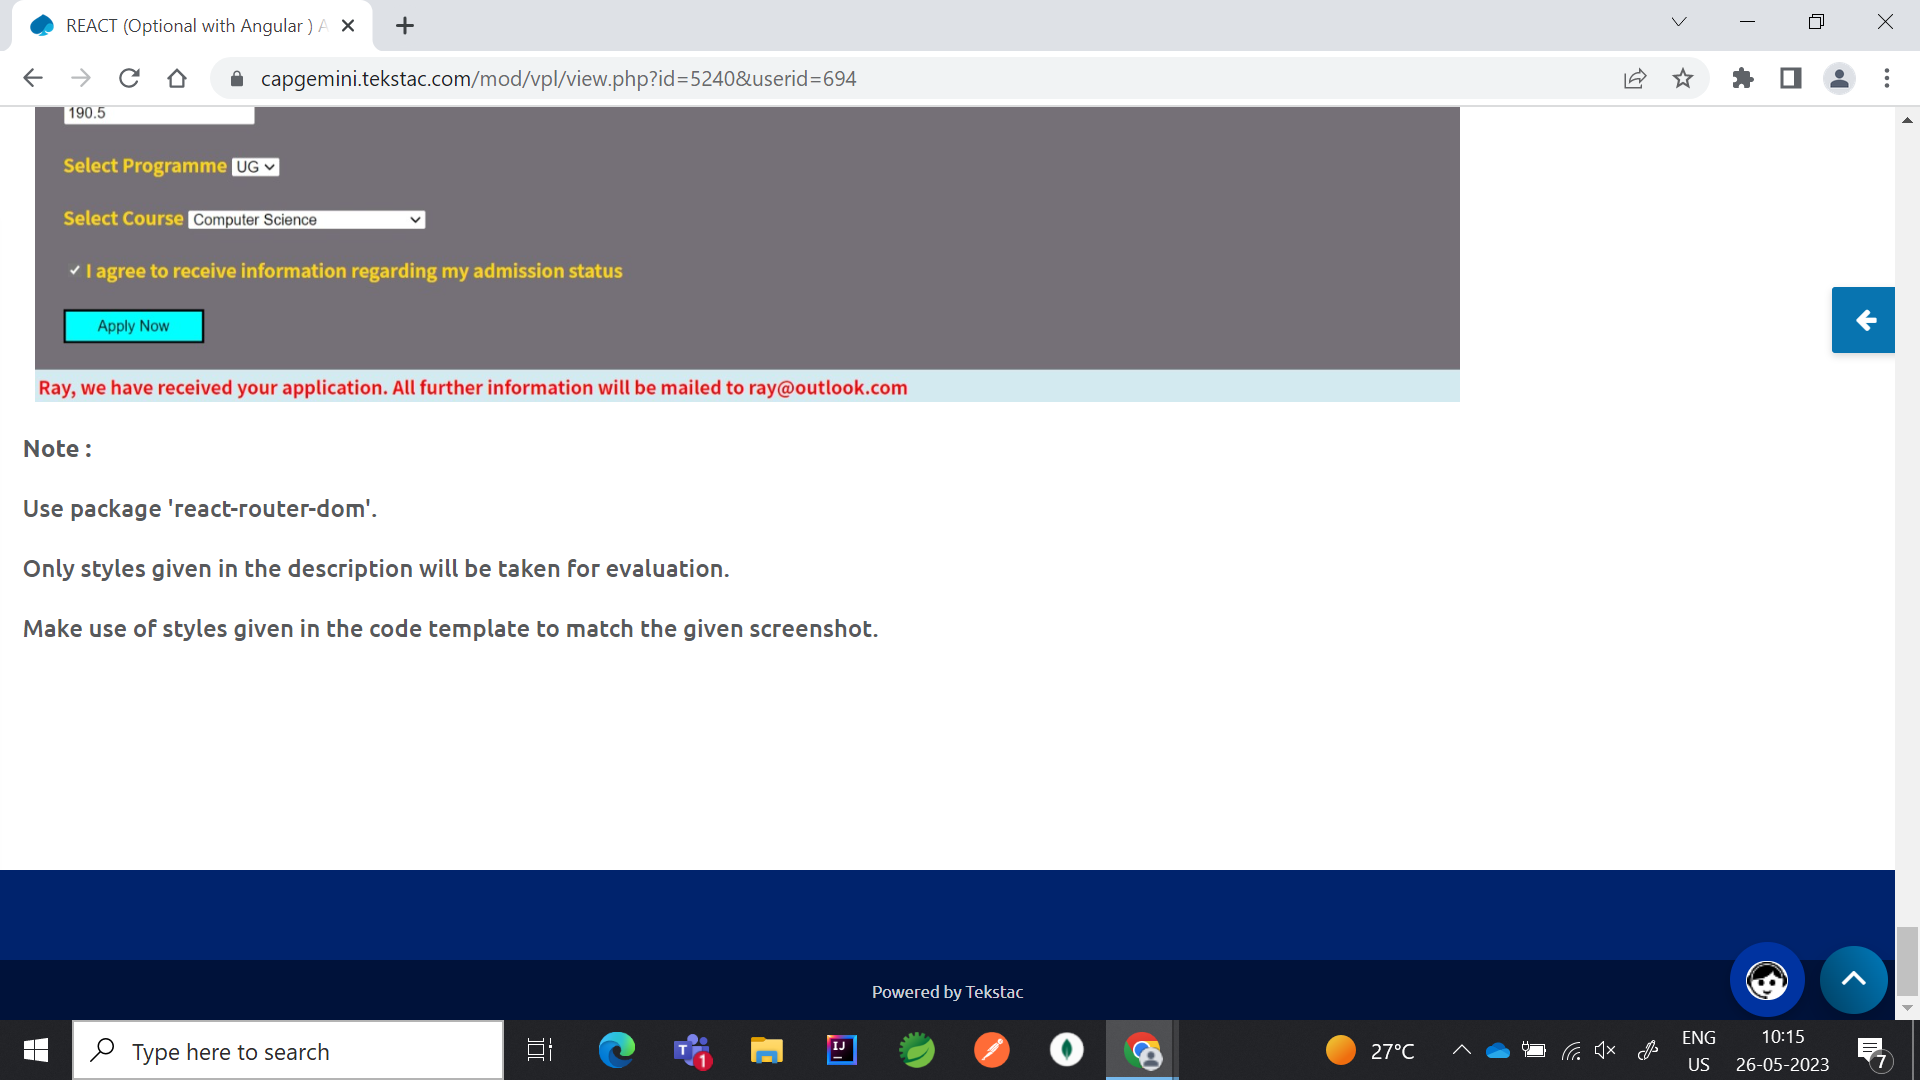 REACT (Optional with Angular ) A
capgemini.tekstac.com/mod/vpl/view.php?id=5240&userid=694
190.5
Select Programme UG
Select Course Computer Science
I agree to receive information regarding my admission status
Apply Now
Ray, we have received your application. All further information will be mailed to ray@outlook.com
Note :
Use package 'react-router-dom'.
Only styles given in the description will be taken for evaluation.
Make use of styles given in the code template to match the given screenshot.
Powered by Tekstac
Type here to search
T
1
IJ
27°C
ENG
US
10:15
26-05-2023
7